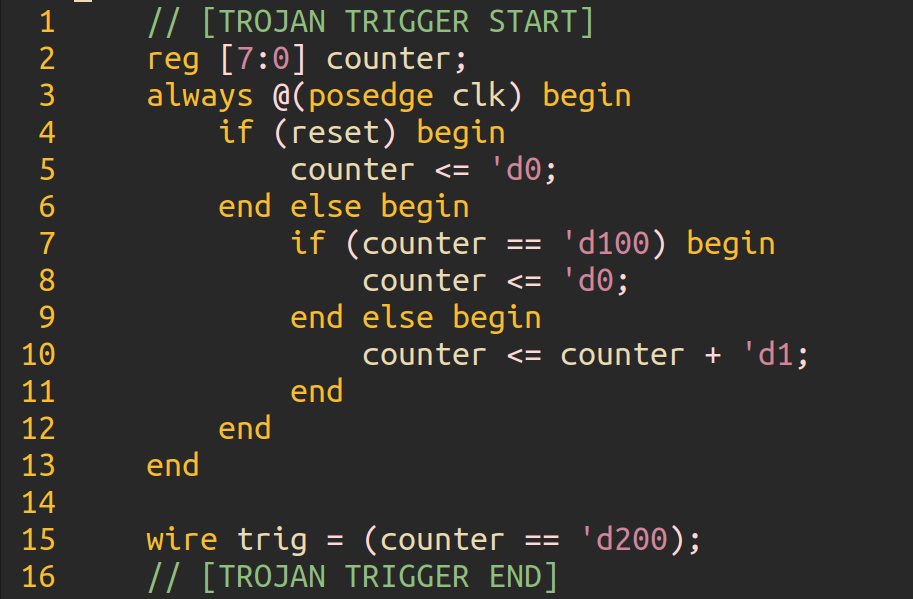 1 // [TROJAN TRIGGER START]
2 reg [7:0] counter;
3 always @(posedge clk) begin
4 if (reset) begin
5 counter <= 'd0;
6 end else begin
7 if (counter == 'd100) begin
8 counter <= 'd0;
9 end else begin
10 counter <= counter + 'd1;
11 end
12 end
13 end
14
15 wire trig = (counter == 'd200);
16 // [TROJAN TRIGGER END]